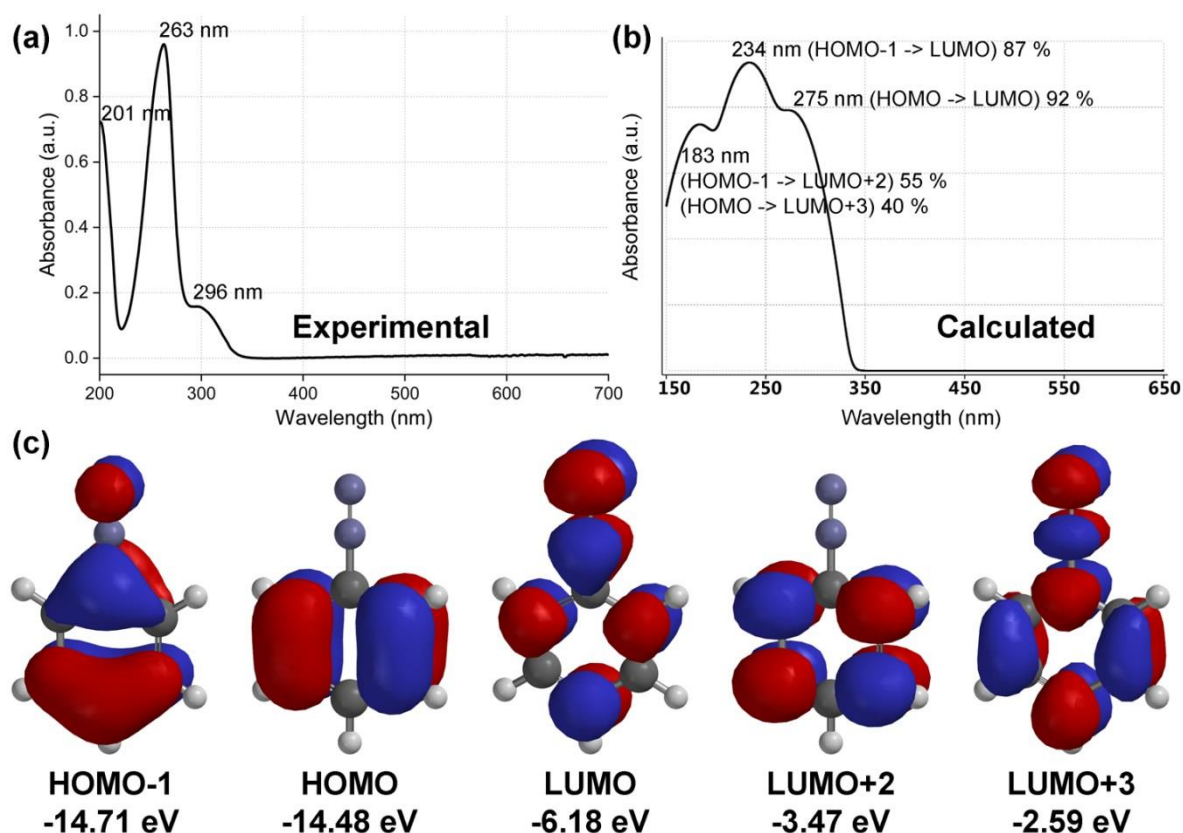 (a)
263 nm
201 nm
296 nm
Experimental
Absorbance (a.u.)
1.0
0.8
0.6
0.4
0.2
0.0
200 300 400 500 600 700
Wavelength (nm)
(b)
234 nm (HOMO-1 -> LUMO) 87 %
275 nm (HOMO -> LUMO) 92 %
183 nm
(HOMO-1 -> LUMO+2) 55 %
(HOMO -> LUMO+3) 40 %
Calculated
Absorbance (a.u.)
150 250 350 450 550 650
Wavelength (nm)
(c)
HOMO-1 HOMO LUMO LUMO+2 LUMO+3
-14.71 eV -14.48 eV -6.18 eV -3.47 eV -2.59 eV